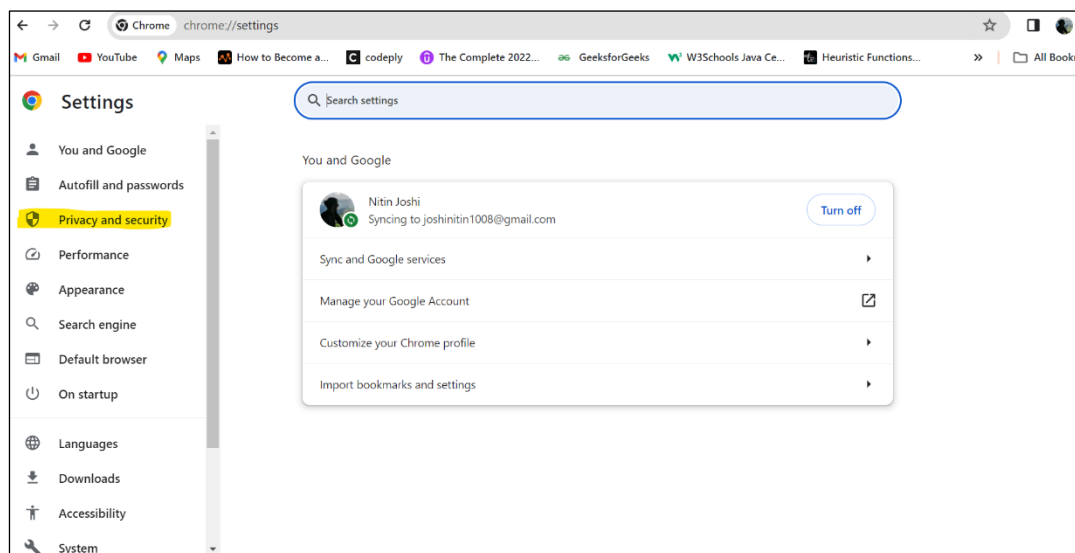 Chrome chrome://settings
Gmail YouTube Maps How to Become a... codeply The Complete 2022... GeeksforGeeks W3Schools Java Ce... Heuristic Functions... » All Book
Settings
Search settings
You and Google
Autofill and passwords
Privacy and security
Performance
Appearance
Search engine
Default browser
On startup
Languages
Downloads
Accessibility
System
You and Google
Nitin Joshi
Syncing to joshinitin1008@gmail.com
Turn off
Sync and Google services
Manage your Google Account
Customize your Chrome profile
Import bookmarks and settings